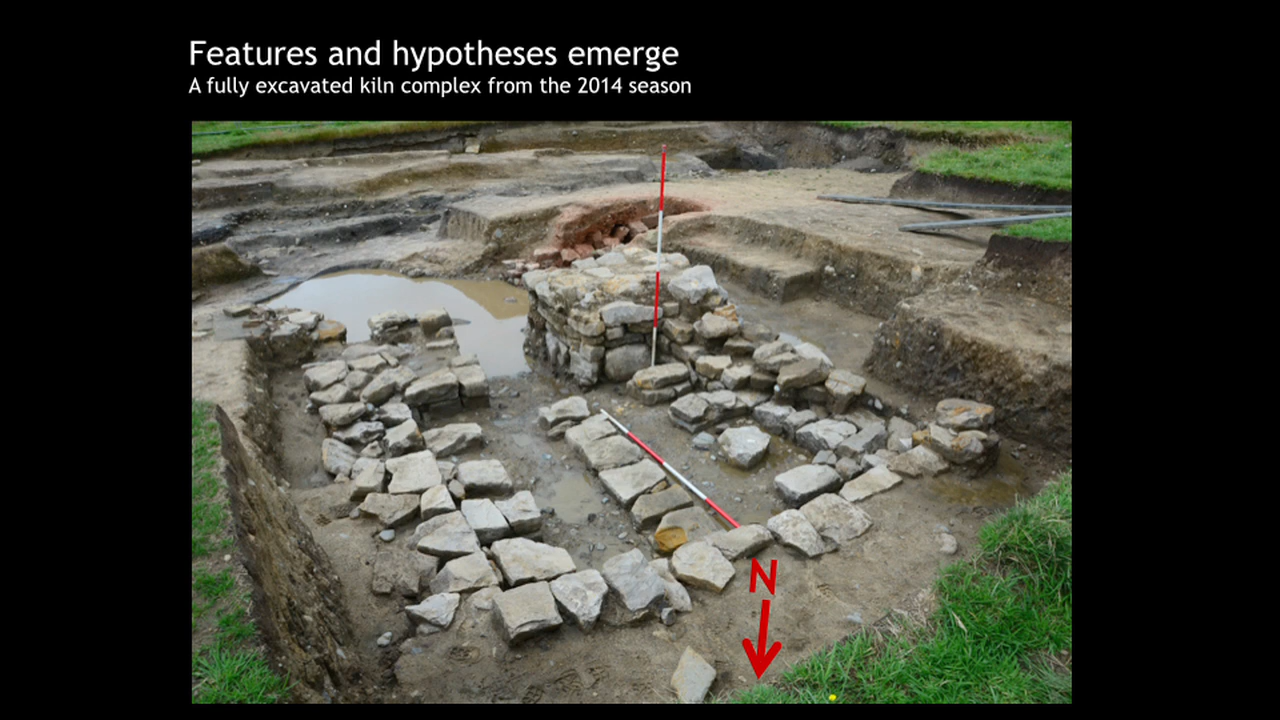 Features and hypotheses emerge
A fully excavated kiln complex from the 2014 season
N